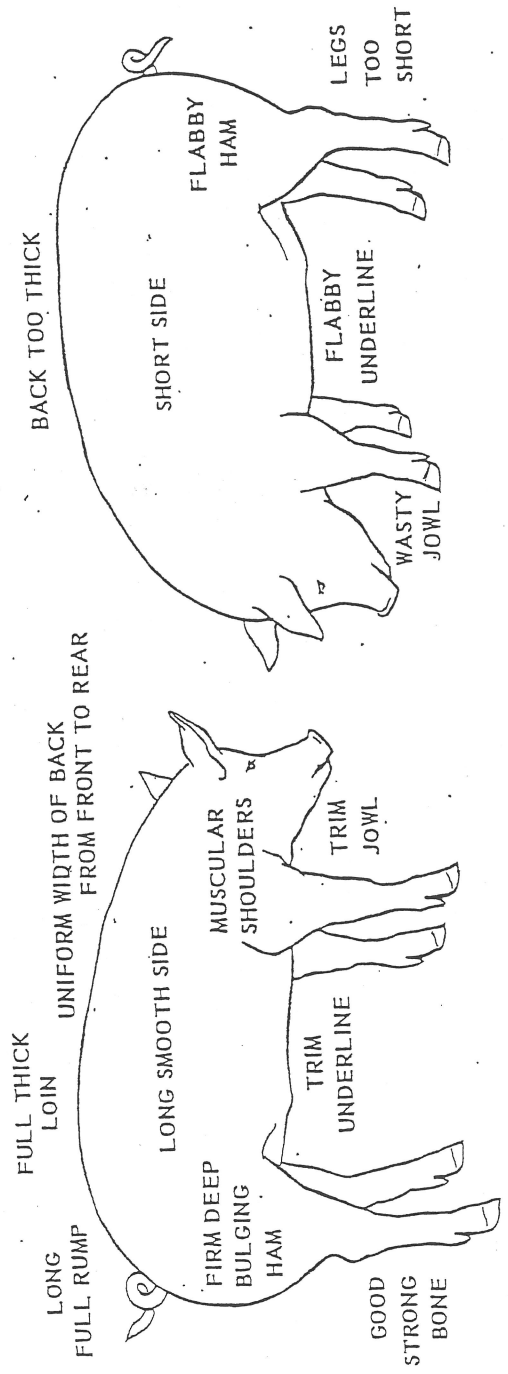 LONG
FULL RUMP
FULL THICK
LOIN
UNIFORM WIDTH OF BACK
FROM FRONT TO REAR
LONG SMOOTH SIDE
MUSCULAR
SHOULDERS
FIRM DEEP
BULGING
HAM
TRIM
JOWL
TRIM
UNDERLINE
GOOD
STRONG
BONE
BACK TOO THICK
SHORT SIDE
FLABBY
HAM
WASTY
JOWL
FLABBY
UNDERLINE
LEGS
TOO
SHORT